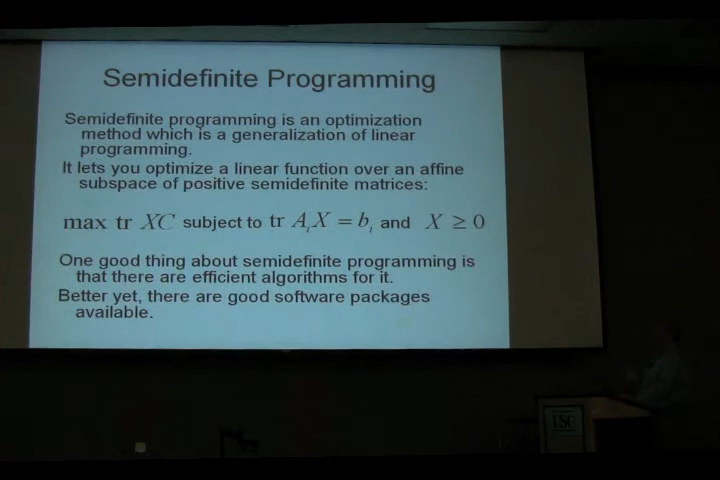 Semidefinite Programming
Semidefinite programming is an optimization
method which is a generalization of linear
programming.
It lets you optimize a linear function over an affine
subspace of positive semidefinite matrices:
max tr XC subject to tr AᵢX = bᵢ and X ≥ 0
One good thing about semidefinite programming is
that there are efficient algorithms for it.
Better yet, there are good software packages
available.
USC